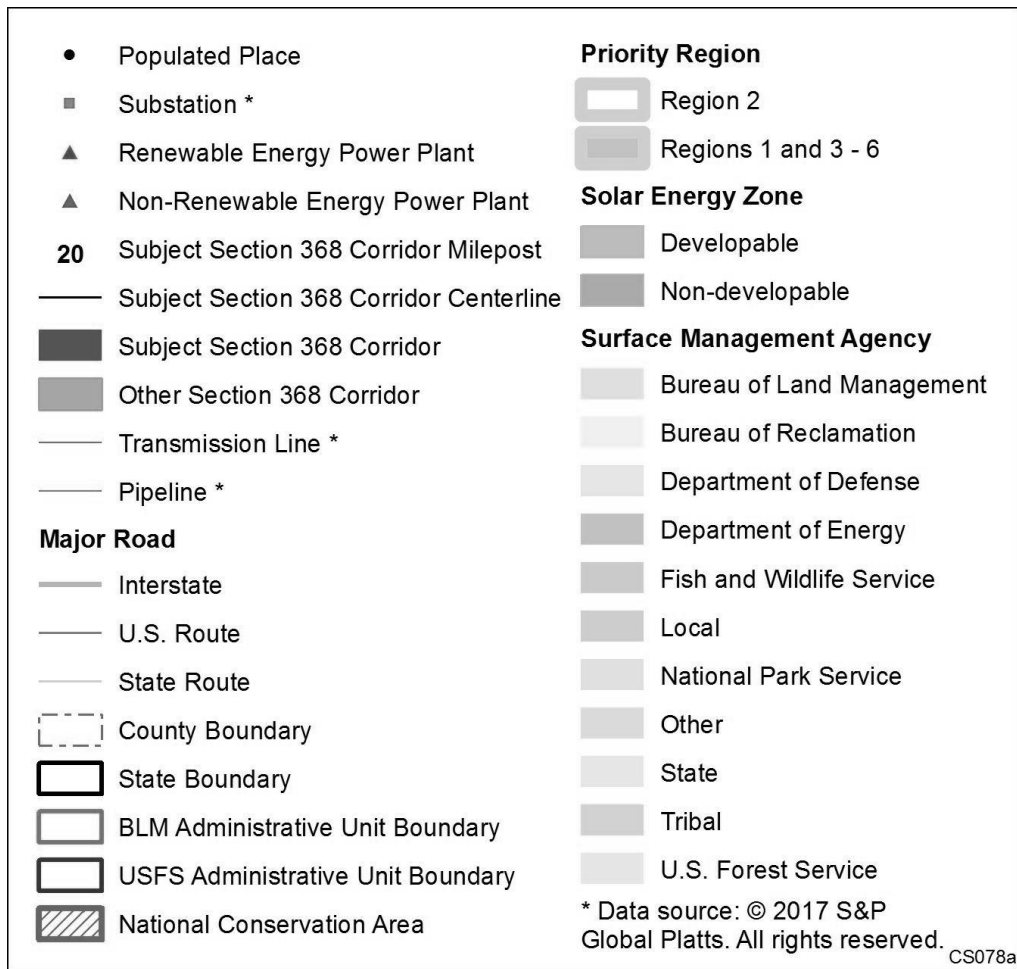 Populated Place
Substation *
Renewable Energy Power Plant
Non-Renewable Energy Power Plant
20 Subject Section 368 Corridor Milepost
Subject Section 368 Corridor Centerline
Subject Section 368 Corridor
Other Section 368 Corridor
Transmission Line *
Pipeline *
Major Road
Interstate
U.S. Route
State Route
County Boundary
State Boundary
BLM Administrative Unit Boundary
USFS Administrative Unit Boundary
National Conservation Area
Priority Region
Region 2
Regions 1 and 3 - 6
Solar Energy Zone
Developable
Non-developable
Surface Management Agency
Bureau of Land Management
Bureau of Reclamation
Department of Defense
Department of Energy
Fish and Wildlife Service
Local
National Park Service
Other
State
Tribal
U.S. Forest Service
* Data source: © 2017 S&P
Global Platts. All rights reserved.
CS078a